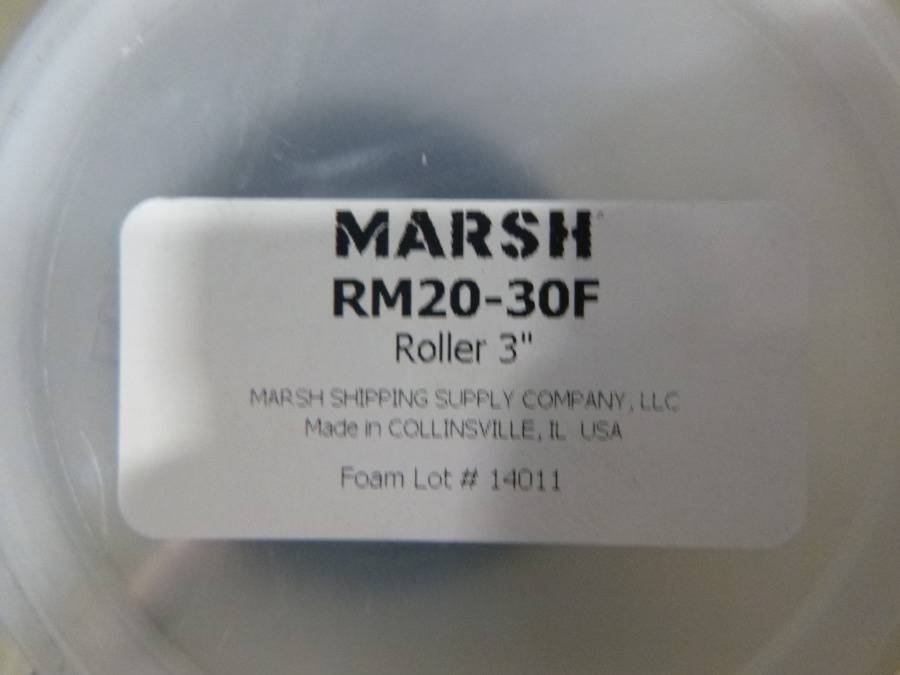 MARSH
RM20-30F
Roller 3"
MARSH SHIPPING SUPPLY COMPANY, LLC
Made in COLLINSVILLE, IL USA
Foam Lot # 14011